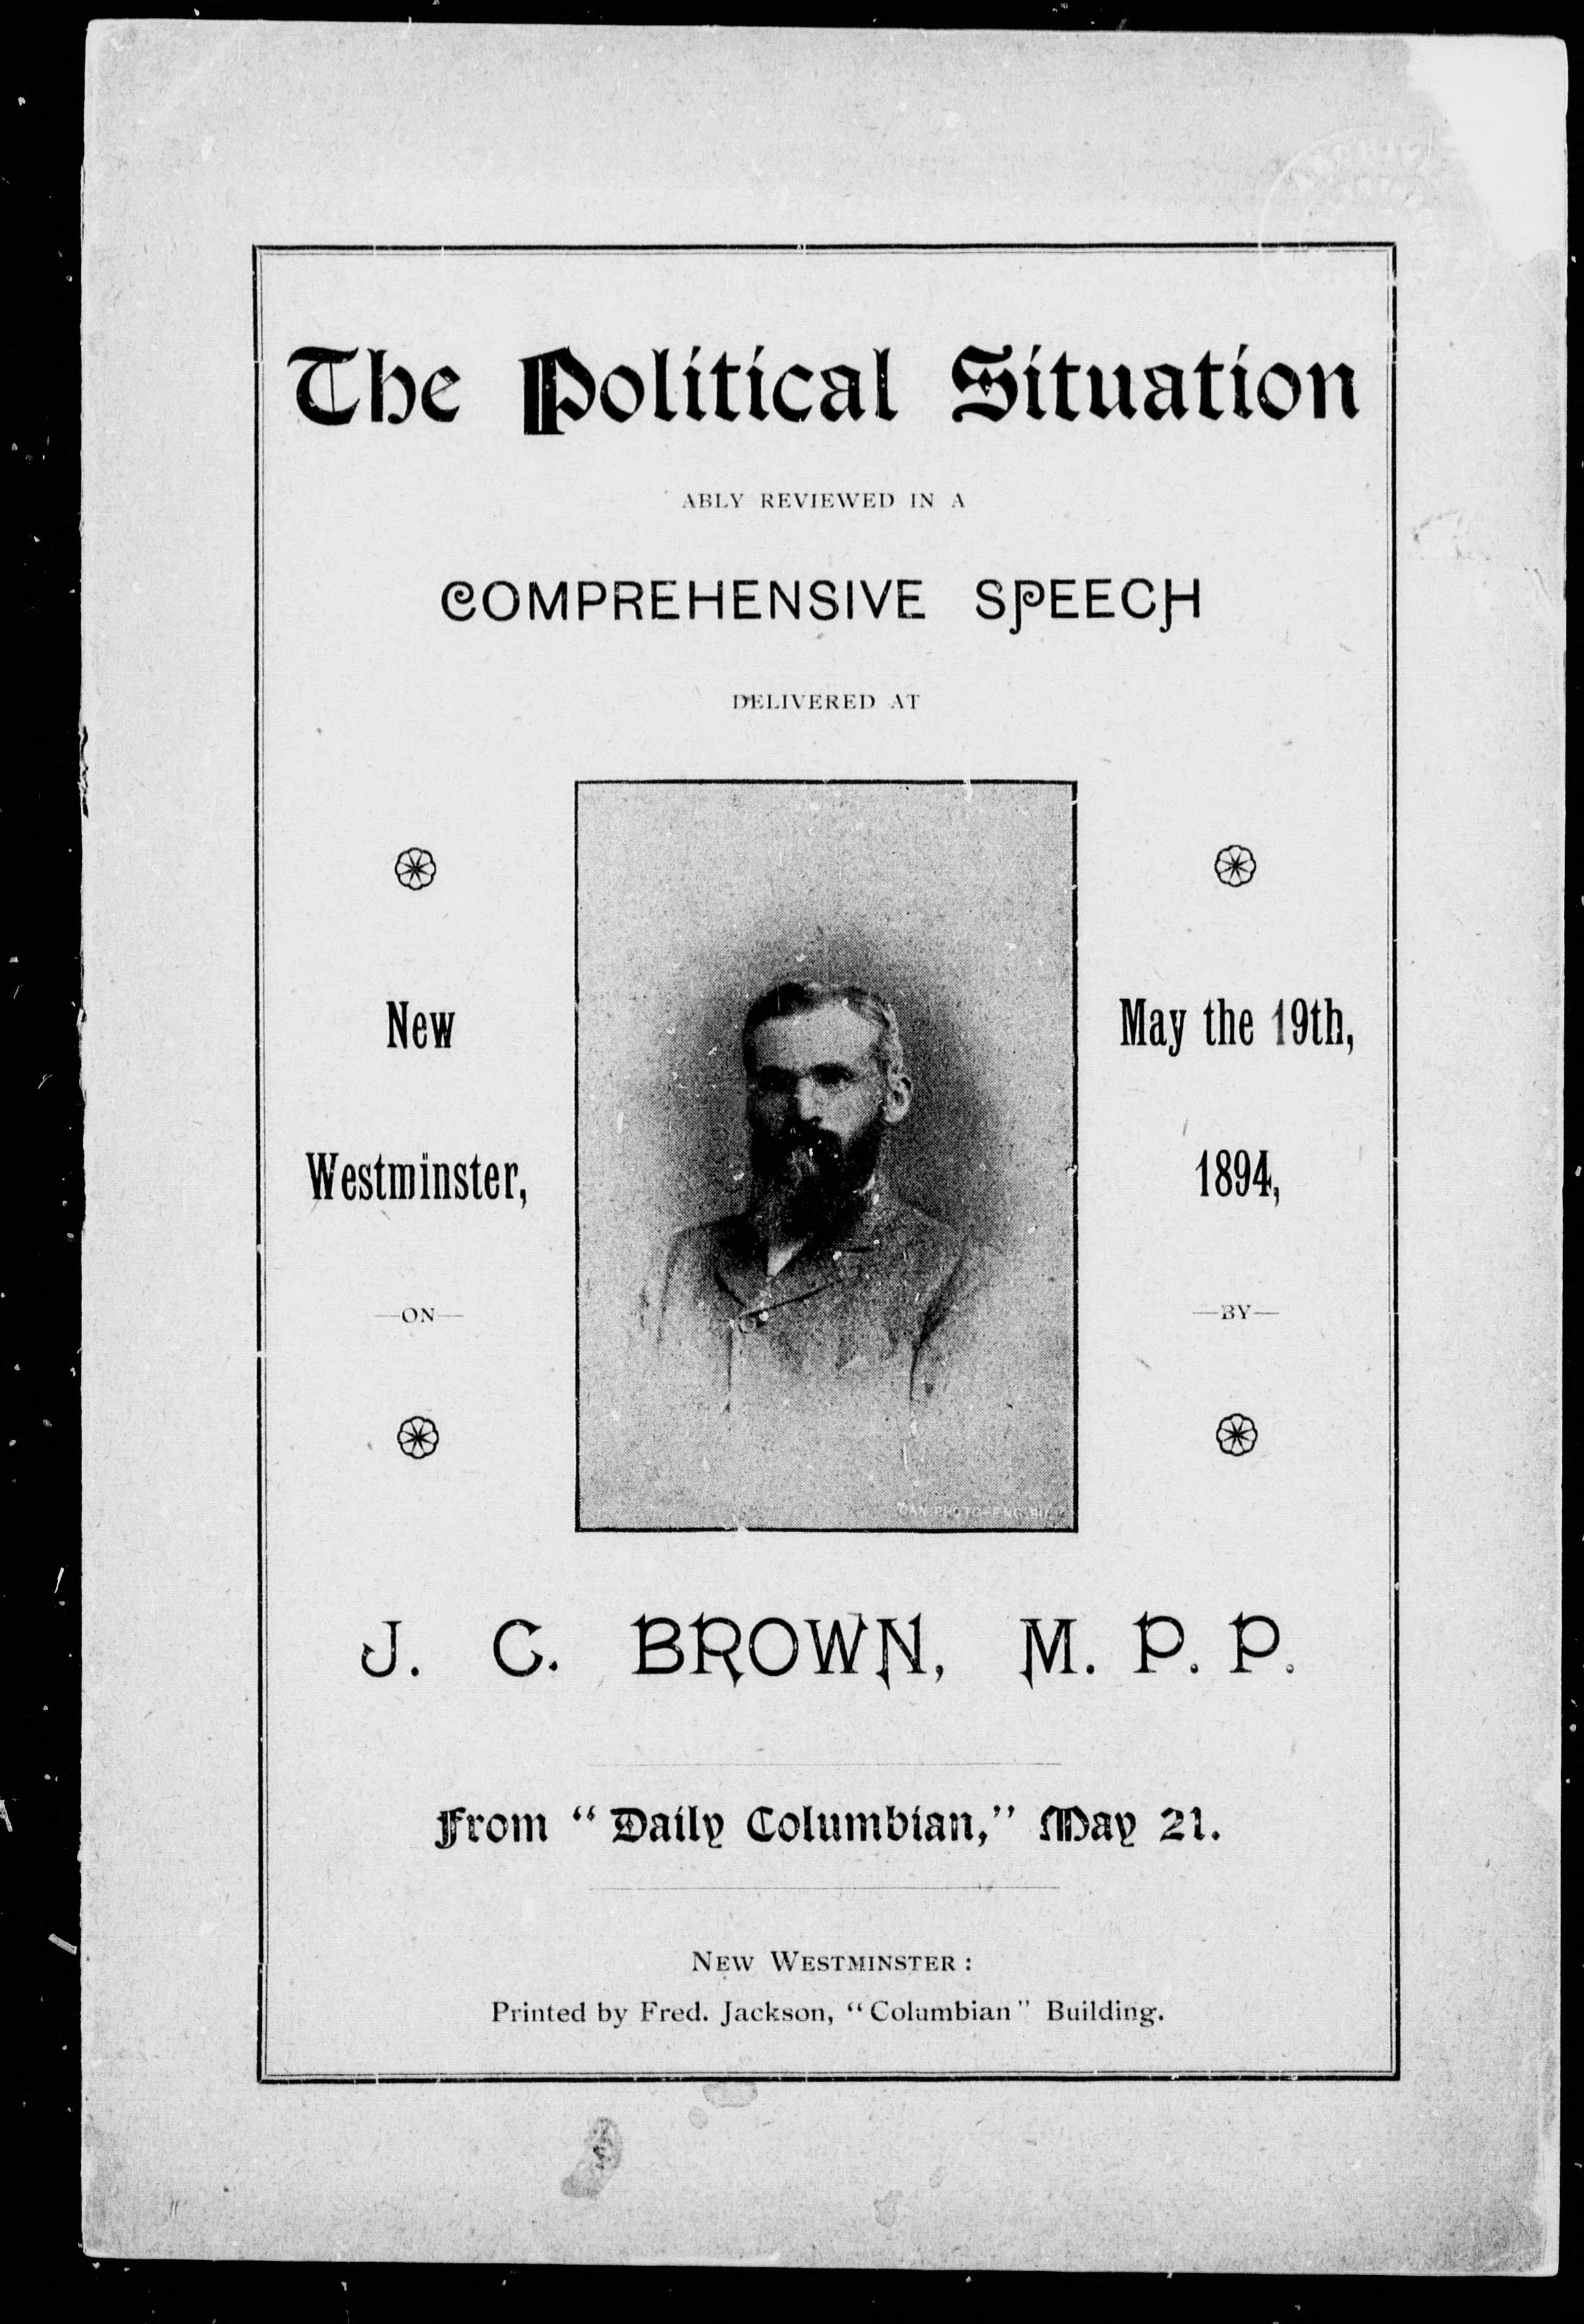 The Political Situation
ABLY REVIEWED IN A
COMPREHENSIVE SPEECH
DELIVERED AT
New
Westminster,
—ON—
May the 19th,
1894,
—BY—
J. C. BROWN, M. P. P.
From "Daily Columbian," May 21.
NEW WESTMINSTER:
Printed by Fred. Jackson, "Columbian" Building.